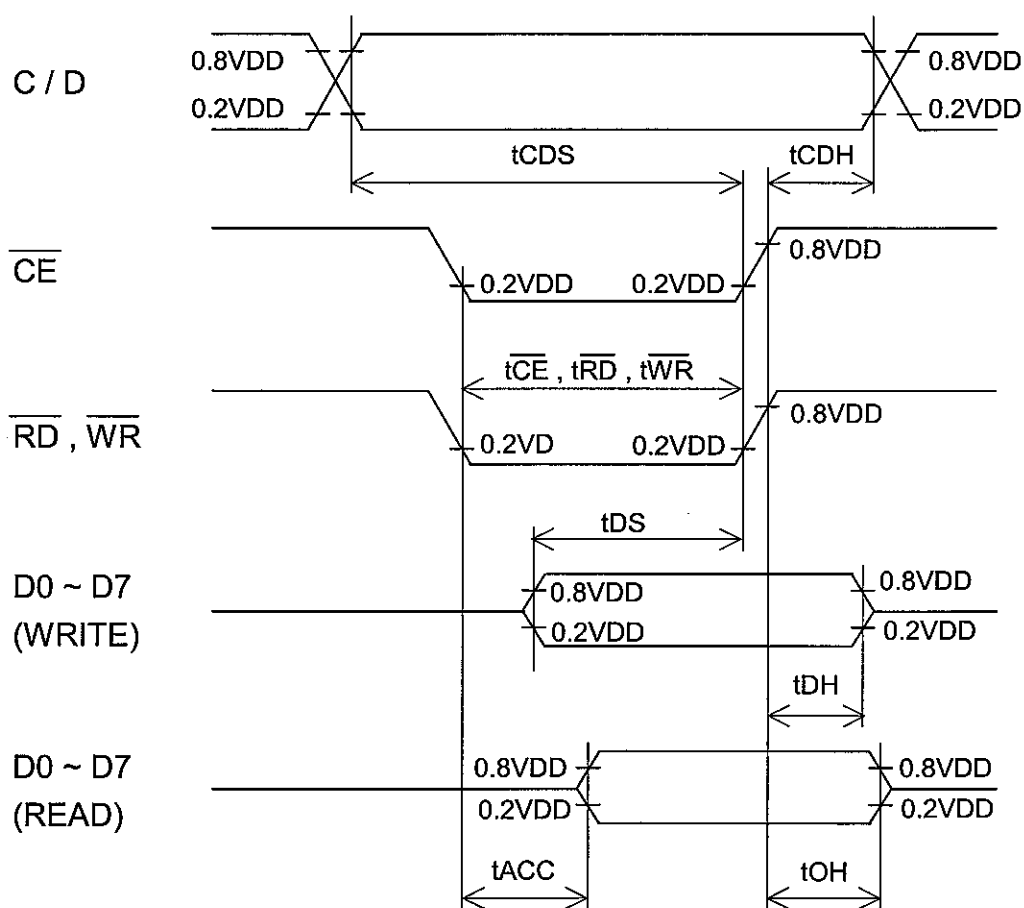 C / D
0.8VDD
0.8VDD
0.2VDD
0.2VDD
tCDS
tCDH
CE
0.8VDD
0.2VDD
0.2VDD
tCE , tRD , tWR
RD , WR
0.8VDD
0.2VD
0.2VDD
tDS
D0 ~ D7
(WRITE)
0.8VDD
0.8VDD
0.2VDD
0.2VDD
tDH
D0 ~ D7
(READ)
0.8VDD
0.8VDD
0.2VDD
0.2VDD
tACC
tOH